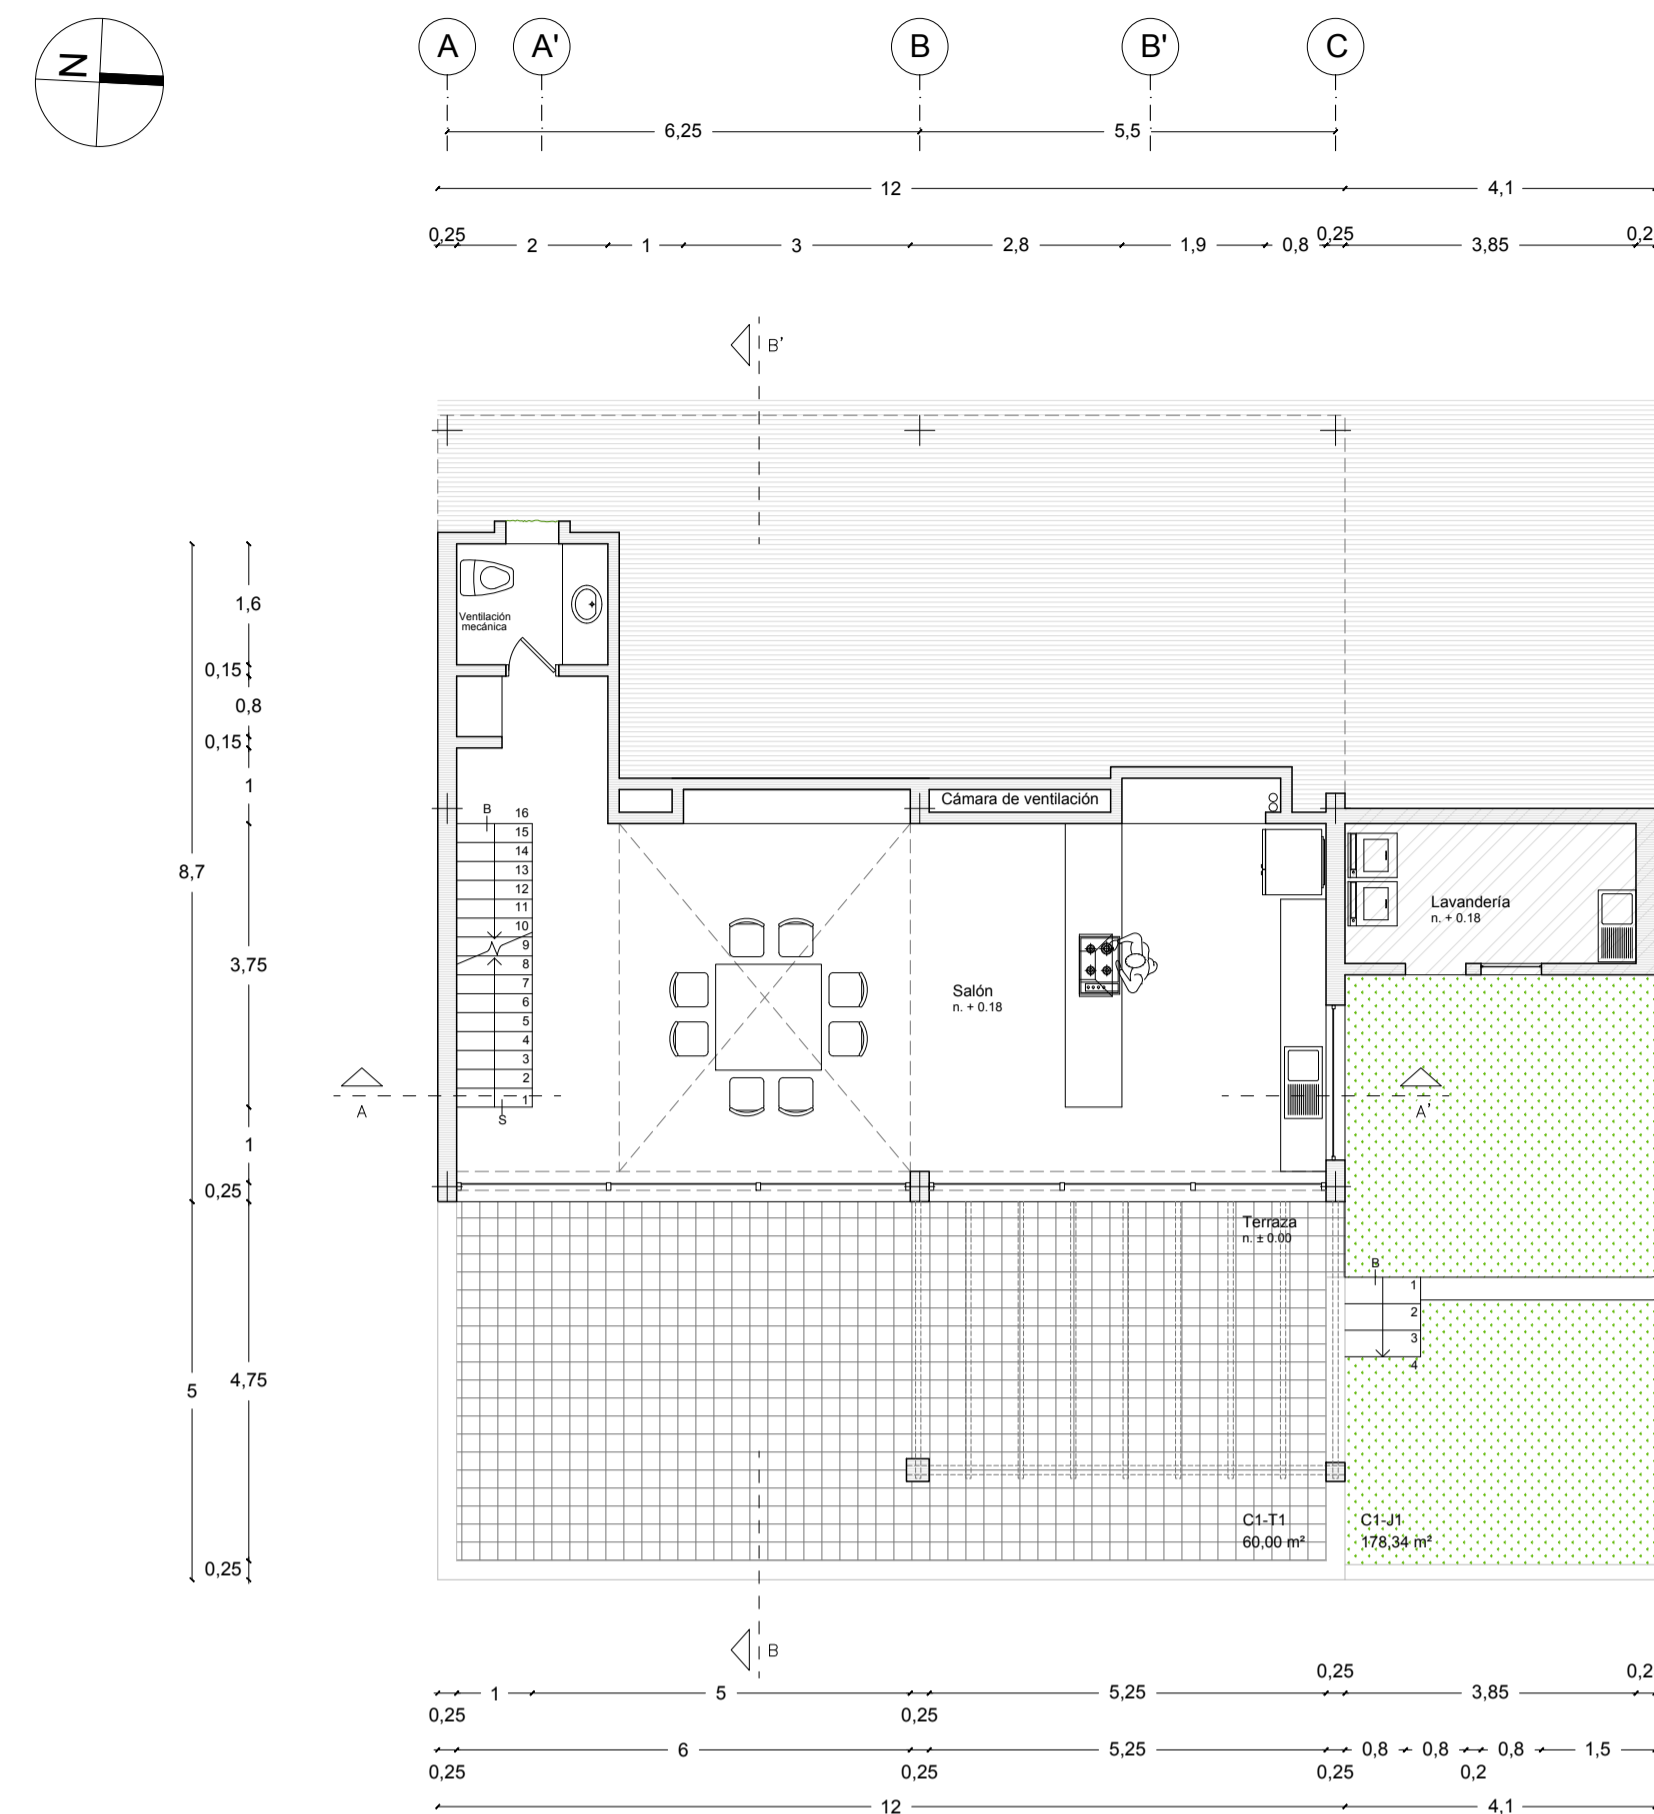 N
A A' B B' C
6,25 5,5
12 4,1
0,25 2 1 3 2,8 1,9 0,8 0,25 3,85
B'
1,6
Ventilación
mecánica
0,15
0,8
0,15
1
Cámara de ventilación
B 16
15
14
13
12
11
10
9
8
7
6
5
4
3
2
1
S
8,7
3,75
Lavandería
n. + 0.18
Salón
n. + 0.18
A A'
1
0,25
Terraza
n. ± 0.00
B
1
2
3
4
5
4,75
C1-T1
60,00 m²
C1-J1
178,34 m²
0,25
B
0,25
1 5 5,25 3,85
0,25 0,25
6 5,25 0,8 0,8 0,8 1,5
0,25 0,25 0,25 0,2
12 4,1